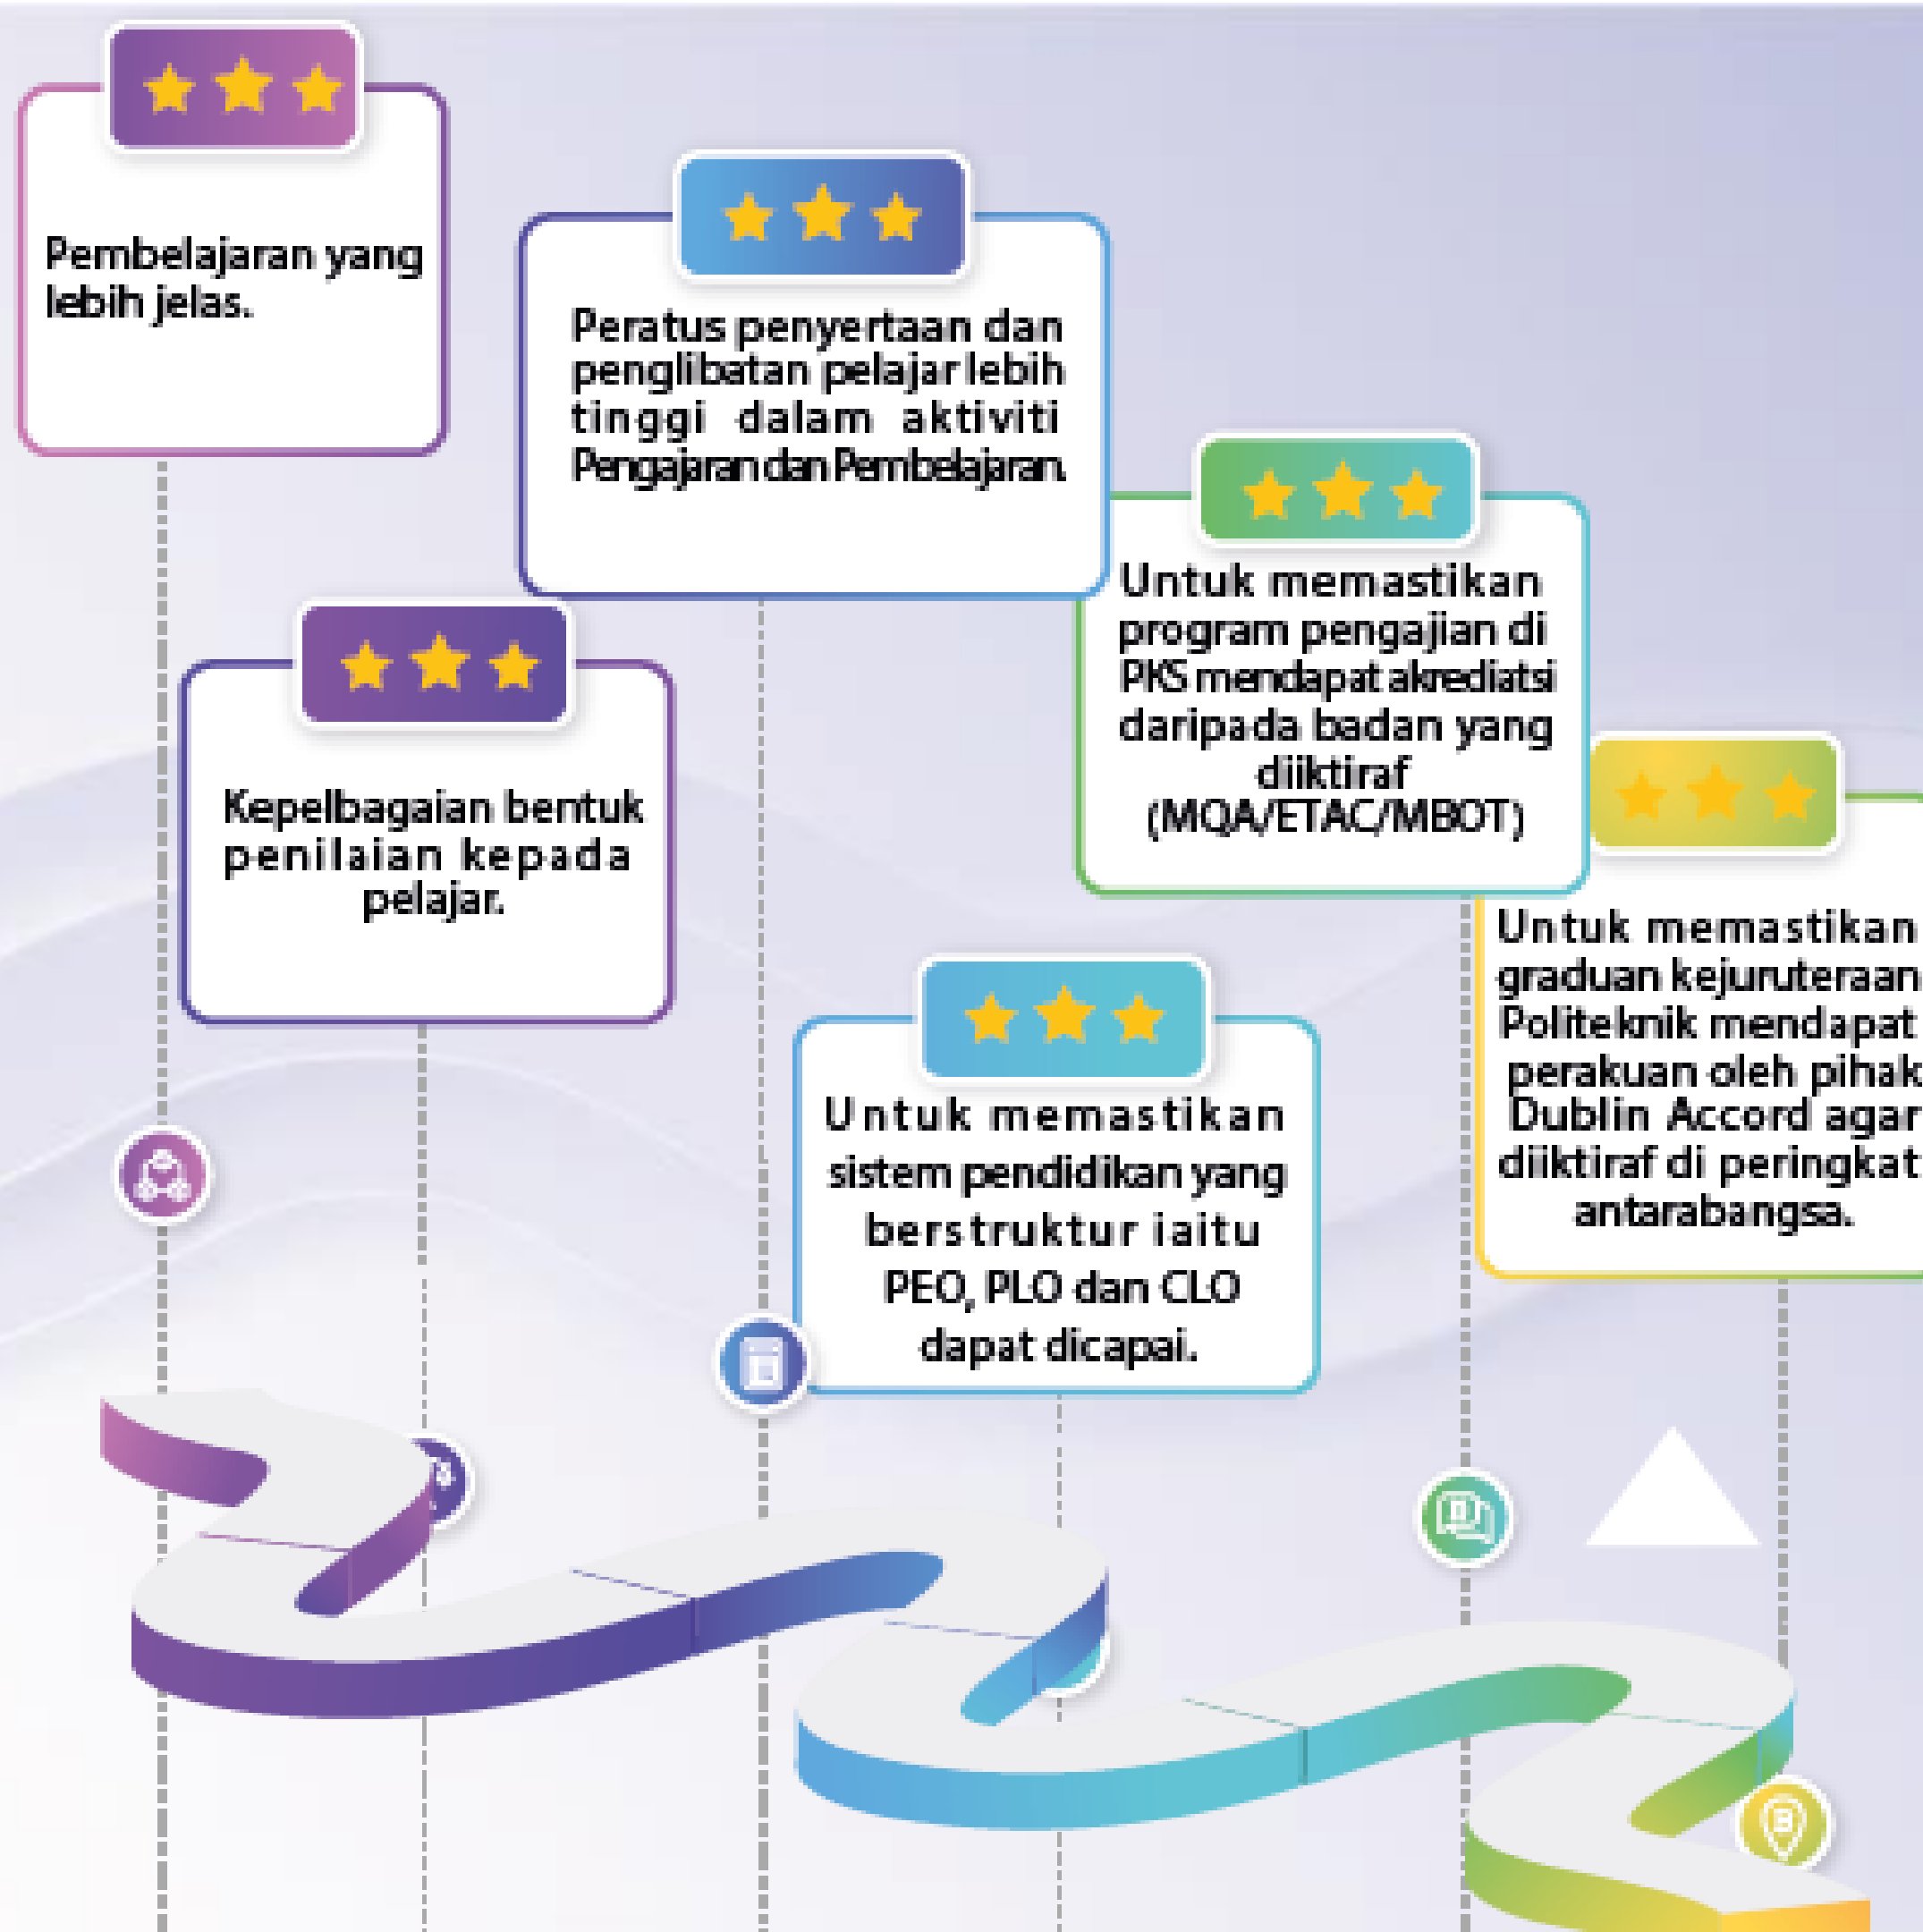 Pembelajaran yang
lebih jelas.
Kepelbagaian bentuk
penilaian kepada
pelajar.
Peratus penyertaan dan
penglibatan pelajar lebih
tinggi dalam aktiviti
Pengajaran dan Pembelajaran.
Untuk memastikan
sistem pendidikan yang
berstruktur iaitu
PEO, PLO dan CLO
dapat dicapai.
Untuk memastikan
program pengajian di
PKS mendapat akrediatsi
daripada badan yang
diiktiraf
(MQA/ETAC/MBOT)
Untuk memastikan
graduan kejuruteraan
Politeknik mendapat
perakuan oleh pihak
Dublin Accord agar
diiktiraf di peringkat
antarabangsa.